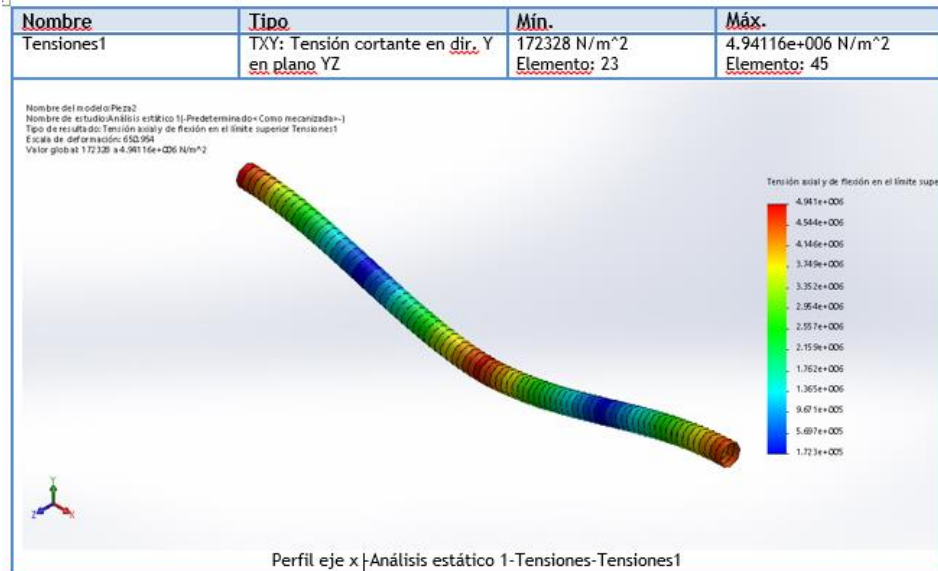 Nombre Tipo Mín. Máx.
Tensiones1 TXY: Tensión cortante en dir. Y 172328 N/m^2 4.94116e+006 N/m^2
en plano YZ Elemento: 23 Elemento: 45
Nombre del modelo:Pieza2
Nombre de estudio:Análisis estático 1(-Predeterminado<Como mecanizada>-)
Tipo de resultado: Tensión axial y de flexión en el límite superior Tensiones1
Escala de deformación: 650.954
Valor global: 172328 a 4.94116e+006 N/m^2
Tensión axial y de flexión en el límite supe
4.941e+006
4.544e+006
4.146e+006
3.749e+006
3.352e+006
2.954e+006
2.557e+006
2.159e+006
1.762e+006
1.365e+006
9.671e+005
5.697e+005
1.723e+005
Y
Z X
Perfil eje x -Análisis estático 1-Tensiones-Tensiones1